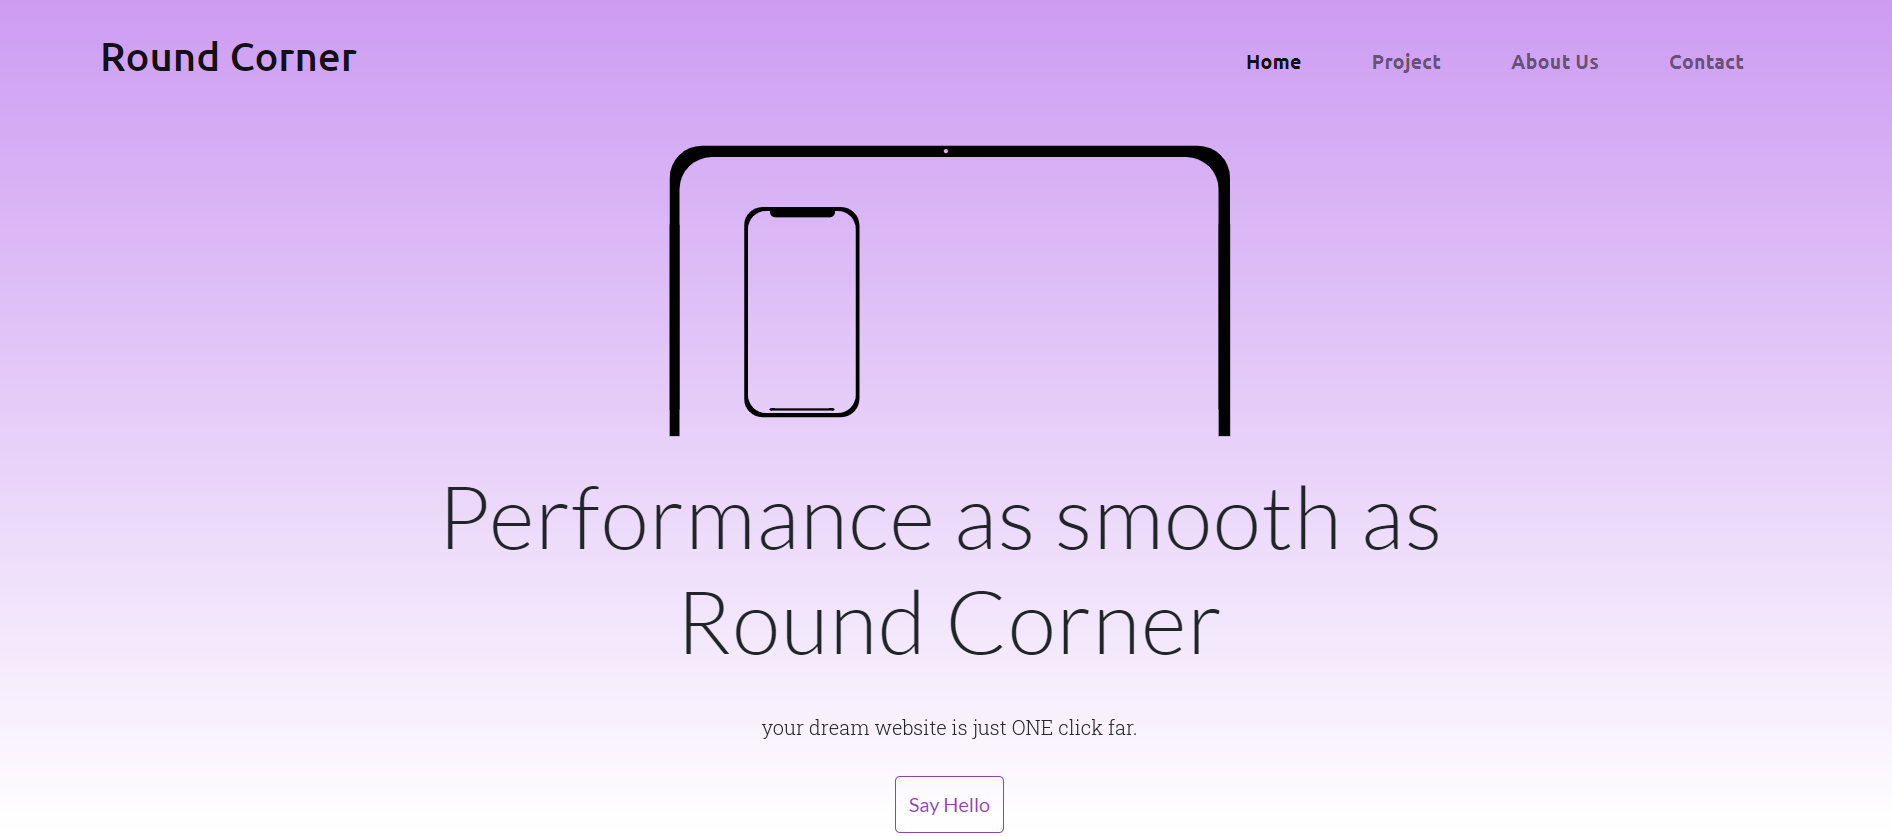 Round Corner
Home Project About Us Contact
Performance as smooth as
Round Corner
your dream website is just ONE click far.
Say Hello